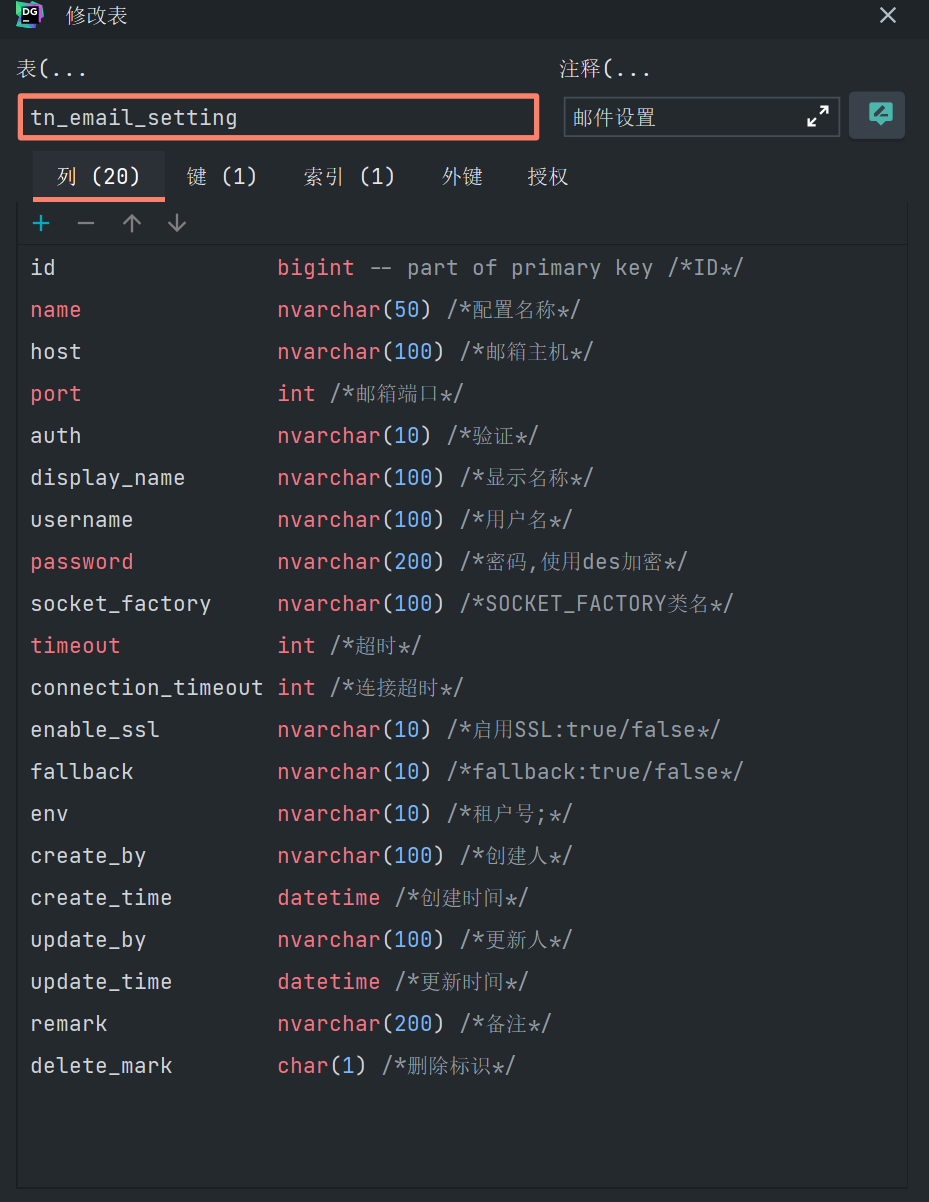 DG 修改表
表(... 注释(...
tn_email_setting 邮件设置
列 (20) 键 (1) 索引 (1) 外键 授权
id bigint -- part of primary key /*ID*/
name nvarchar(50) /*配置名称*/
host nvarchar(100) /*邮箱主机*/
port int /*邮箱端口*/
auth nvarchar(10) /*验证*/
display_name nvarchar(100) /*显示名称*/
username nvarchar(100) /*用户名*/
password nvarchar(200) /*密码,使用des加密*/
socket_factory nvarchar(100) /*SOCKET_FACTORY类名*/
timeout int /*超时*/
connection_timeout int /*连接超时*/
enable_ssl nvarchar(10) /*启用SSL:true/false*/
fallback nvarchar(10) /*fallback:true/false*/
env nvarchar(10) /*租户号;*/
create_by nvarchar(100) /*创建人*/
create_time datetime /*创建时间*/
update_by nvarchar(100) /*更新人*/
update_time datetime /*更新时间*/
remark nvarchar(200) /*备注*/
delete_mark char(1) /*删除标识*/